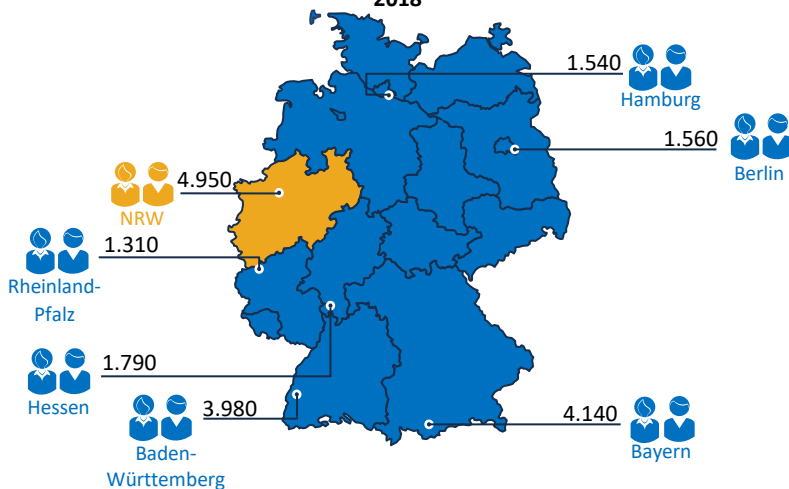 2018
1.540
Hamburg
1.560
Berlin
4.950
NRW
1.310
Rheinland-
Pfalz
1.790
Hessen
3.980
Baden-
Württemberg
4.140
Bayern